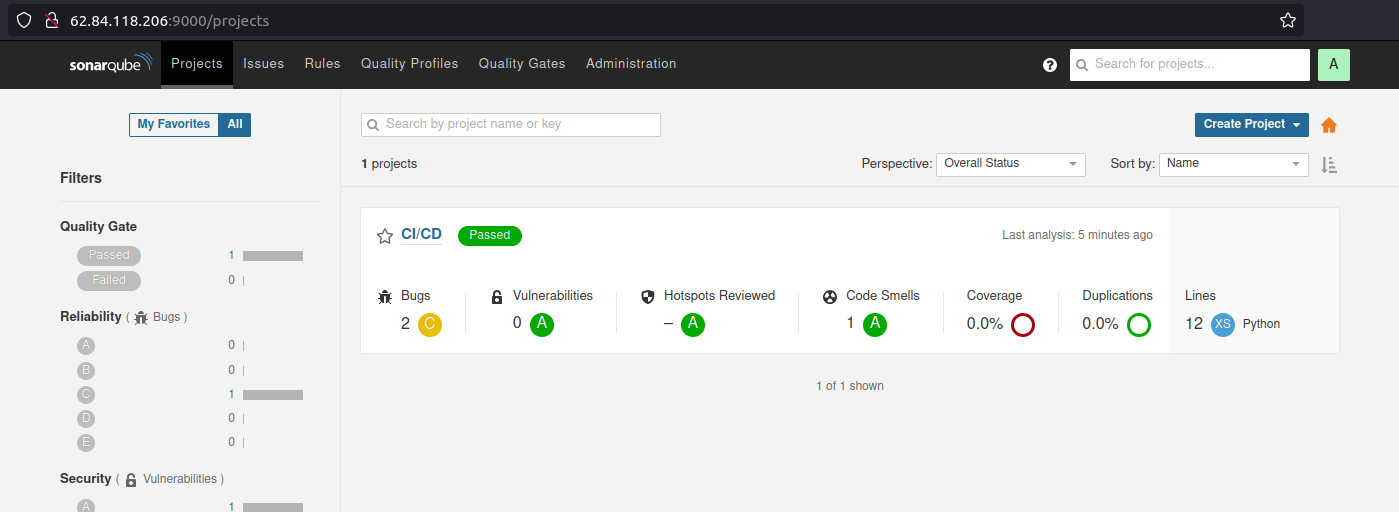 62.84.118.206:9000/projects
sonarqube Projects Issues Rules Quality Profiles Quality Gates Administration Search for projects... A
My Favorites All
Search by project name or key
Create Project
1 projects
Perspective: Overall Status
Sort by: Name
Filters
Quality Gate
Passed 1
Failed 0
Reliability ( Bugs )
A 0
B 0
C 1
D 0
E 0
Security ( Vulnerabilities )
A 1
CI/CD Passed
Last analysis: 5 minutes ago
Bugs Vulnerabilities Hotspots Reviewed Code Smells Coverage Duplications Lines
2 C 0 A – A 1 A 0.0% 0.0% 12 XS Python
1 of 1 shown